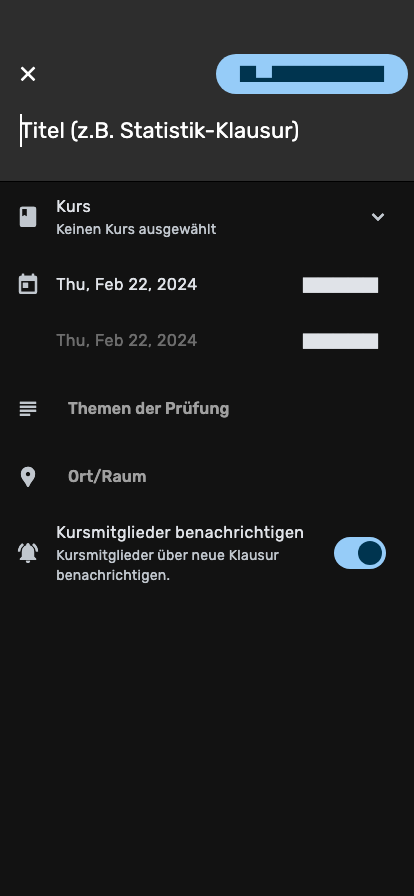 Titel (z.B. Statistik-Klausur)
Kurs
Keinen Kurs ausgewählt
Thu, Feb 22, 2024
Thu, Feb 22, 2024
Themen der Prüfung
Ort/Raum
Kursmitglieder benachrichtigen
Kursmitglieder über neue Klausur
benachrichtigen.